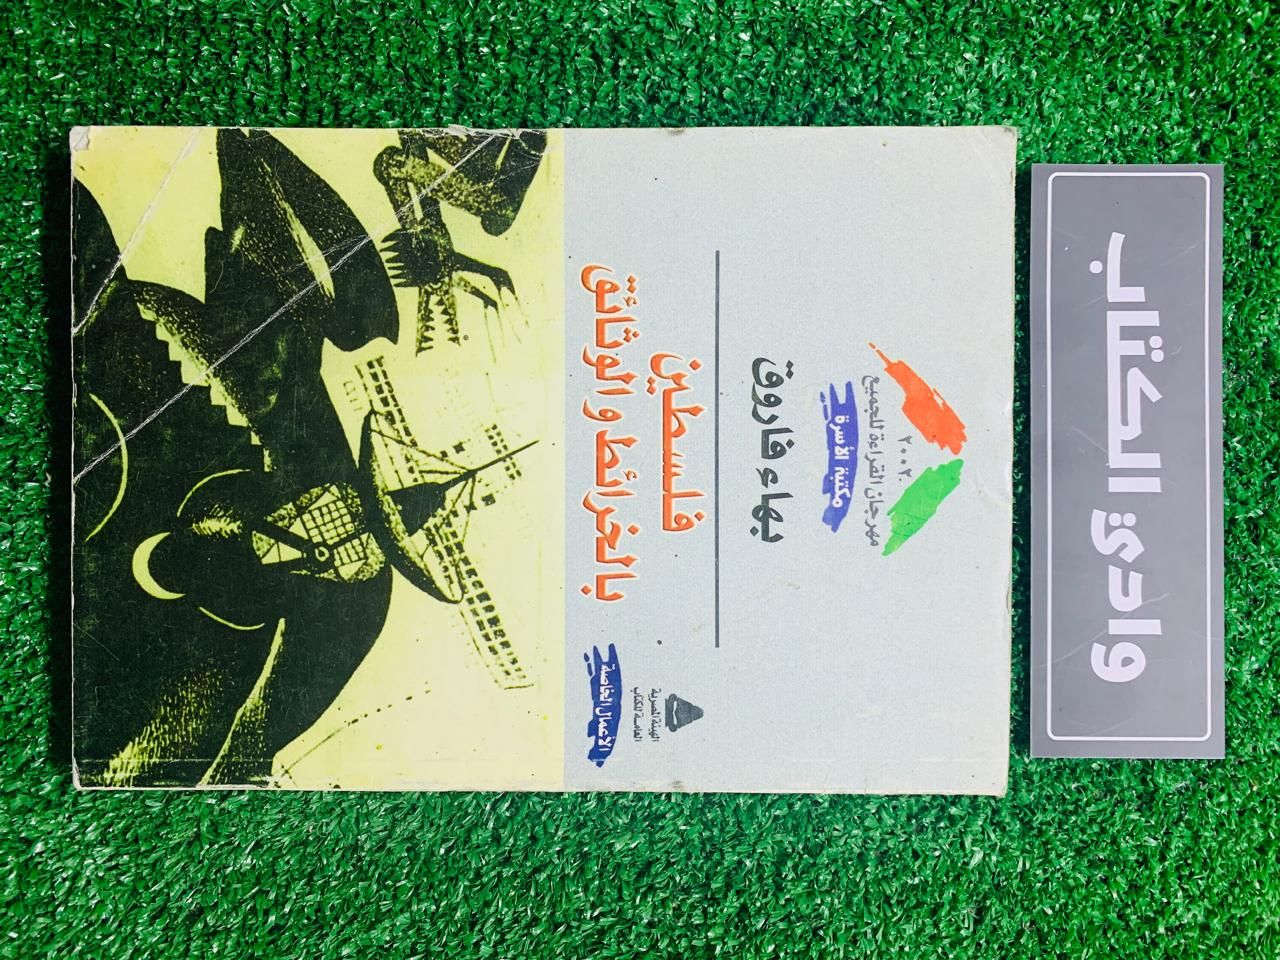 مهرجان القراءة للجميع
٢٠٠٢
مكتبة الأسرة
بهاء فاروق
فلسطين
بالخرائط والوثائق
الهيئة المصرية
العامة للكتاب
الأعمال الخاصة
وادي الكتاب